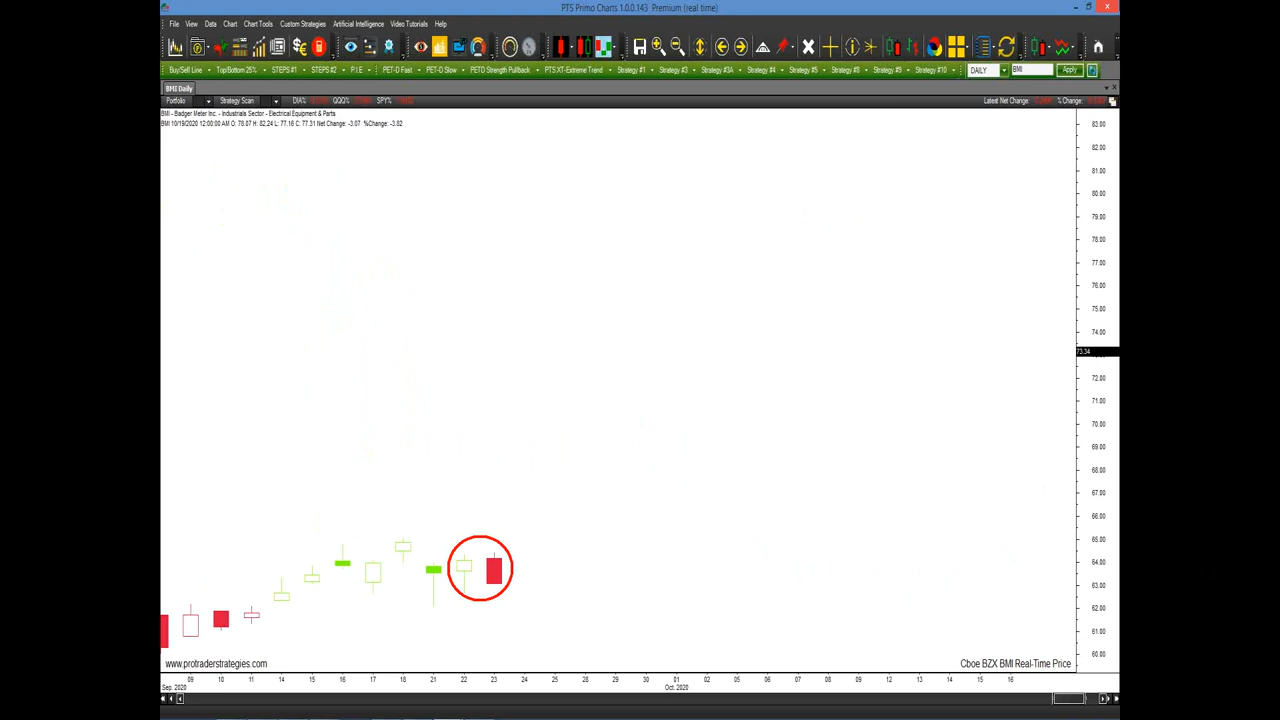 PTS Primo Charts 1.0.0.143 Premium (real time)
File View Data Chart Chart Tools Custom Strategies Artificial Intelligence Video Tutorials Help
Buy/Sell Line Top/Bottom 25% STEPS #1 STEPS #2 P.I.E PET-D Fast PET-D Slow PETD Strength Pullback PTS XT-Extreme Trend Strategy #1 Strategy #3 Strategy #3A Strategy #4 Strategy #5 Strategy #8 Strategy #9 Strategy #10 DAILY BMI Apply
BMI Daily
Portfolio Strategy Scan DIA% QQQ% SPY% Latest Net Change: % Change:
BMI - Badger Meter Inc. - Industrials Sector - Electrical Equipment & Parts
BMI 10/19/2020 12:00:00 AM O: 78.07 H: 82.24 L: 77.16 C: 77.31 Net Change: -3.07 %Change: -3.82
83.00
82.00
81.00
80.00
79.00
78.00
77.00
76.00
75.00
74.00
73.34
72.00
71.00
70.00
69.00
68.00
67.00
66.00
65.00
64.00
63.00
62.00
61.00
60.00
www.protraderstrategies.com Cboe BZX BMI Real-Time Price
09 10 11 14 15 16 17 18 21 22 23 24 25 28 29 30 02 05 06 07 08 09 12 13 14 15 16
Sep. 2020 Oct. 2020